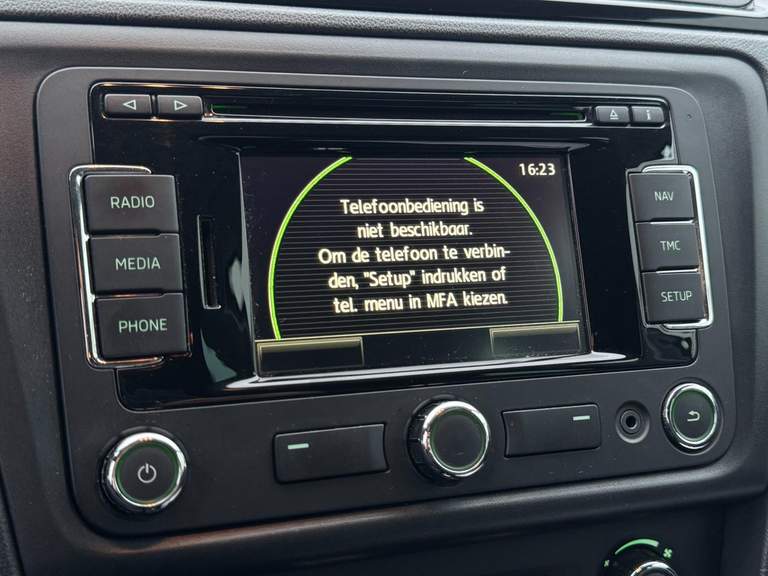 16:23
RADIO
MEDIA
PHONE
Telefoonbediening is
niet beschikbaar.
Om de telefoon te verbin-
den, "Setup" indrukken of
tel. menu in MFA kiezen.
NAV
TMC
SETUP
i